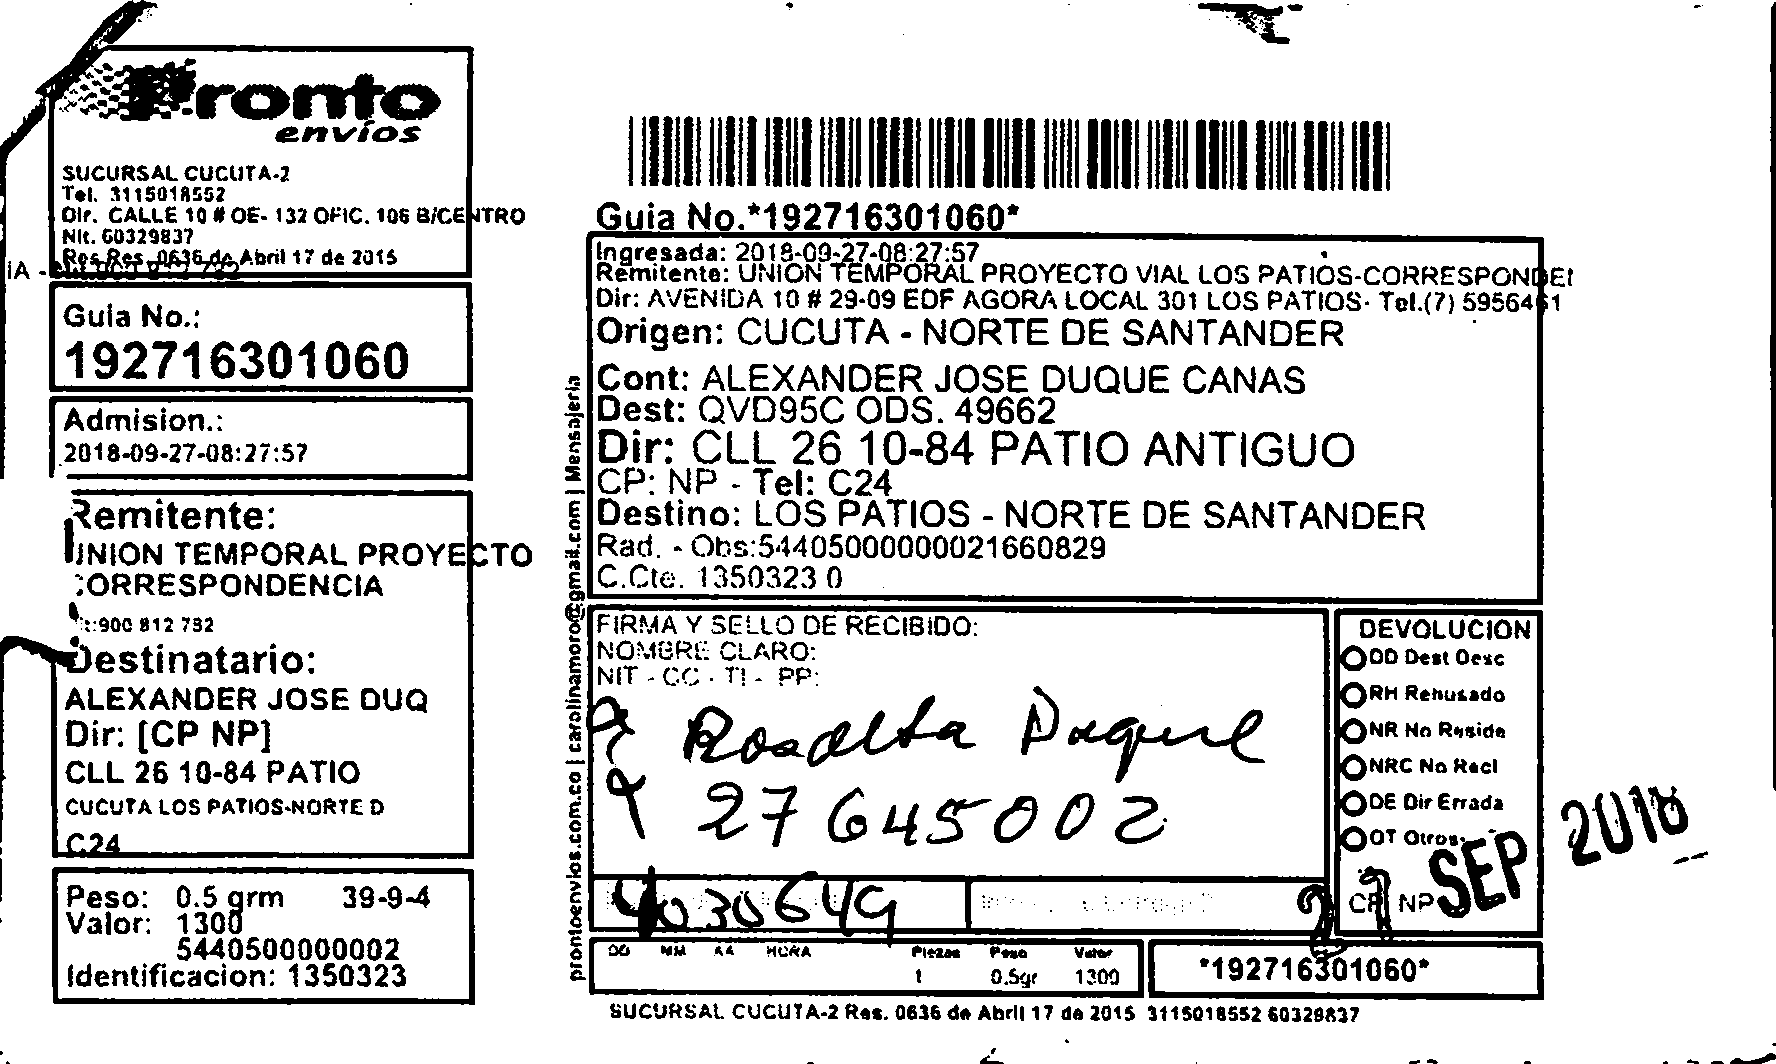 Pronto
envíos
SUCURSAL CUCUTA-2
Tel. 3115018552
Dir. CALLE 10 # OE- 132 OFIC. 106 B/CENTRO
Nit. 60329837
Res Res. 0636 de Abril 17 de 2015
IA -
Guia No.:
192716301060
Admision.:
2018-09-27-08:27:57
Remitente:
UNION TEMPORAL PROYECTO
CORRESPONDENCIA
:900 812 732
Destinatario:
ALEXANDER JOSE DUQ
Dir: [CP NP]
CLL 26 10-84 PATIO
CUCUTA LOS PATIOS-NORTE D
C24
Peso: 0.5 grm 39-9-4
Valor: 1300
5440500000002
Identificacion: 1350323
prontoenvios.com.co | carolinamoro@gmail.com | Mensajeria
Guia No.*192716301060*
Ingresada: 2018-09-27-08:27:57
Remitente: UNION TEMPORAL PROYECTO VIAL LOS PATIOS-CORRESPONDEI
Dir: AVENIDA 10 # 29-09 EDF AGORA LOCAL 301 LOS PATIOS- Tel.(7) 5956461
Origen: CUCUTA - NORTE DE SANTANDER
Cont: ALEXANDER JOSE DUQUE CANAS
Dest: QVD95C ODS. 49662
Dir: CLL 26 10-84 PATIO ANTIGUO
CP: NP - Tel: C24
Destino: LOS PATIOS - NORTE DE SANTANDER
Rad. - Obs:54405000000021660829
C.Cte. 1350323 0
FIRMA Y SELLO DE RECIBIDO:
NOMBRE CLARO:
NIT - CC - TI - PP:
Rosalba Duque
27645002
4030649
DEVOLUCION
DD Dest Desc
RH Rehusado
NR No Reside
NRC No Recl
DE Dir Errada
OT Otros:
CP NP
SEP 2018
DD MM AA HORA Piezas Peso Valor
1 0.5gr 1300
*192716301060*
SUCURSAL CUCUTA-2 Res. 0636 de Abril 17 de 2015 3115018552 60329837